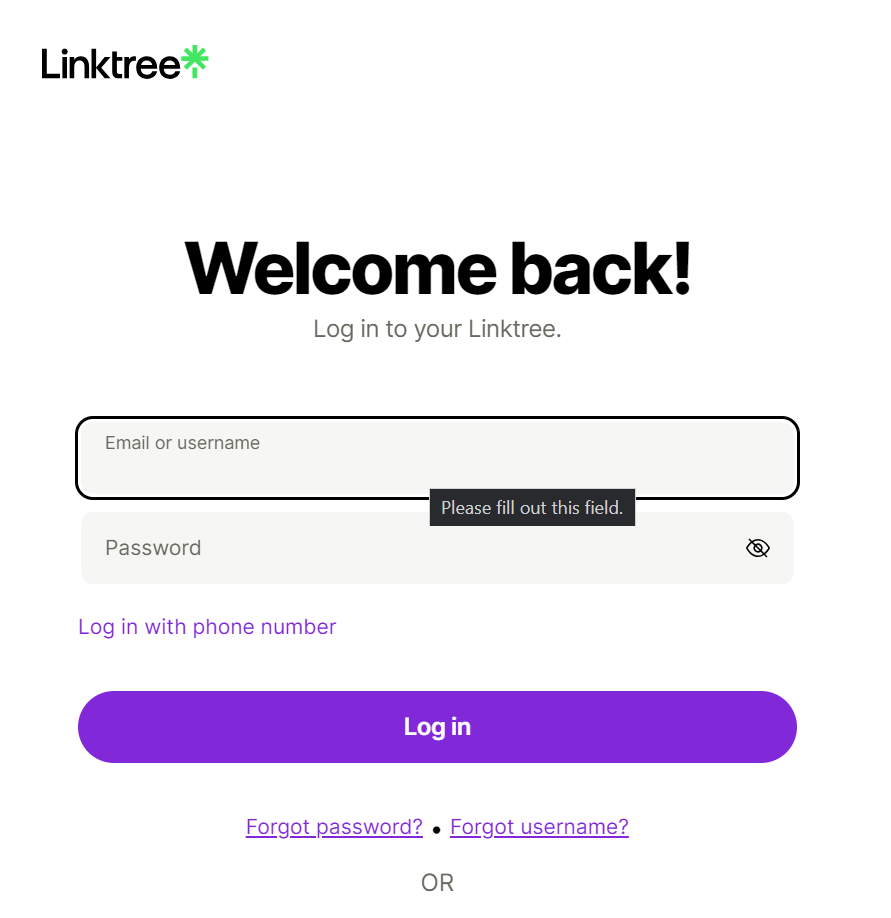 Linktree
Welcome back!
Log in to your Linktree.
Email or username
Please fill out this field.
Password
Log in with phone number
Log in
Forgot password? • Forgot username?
OR